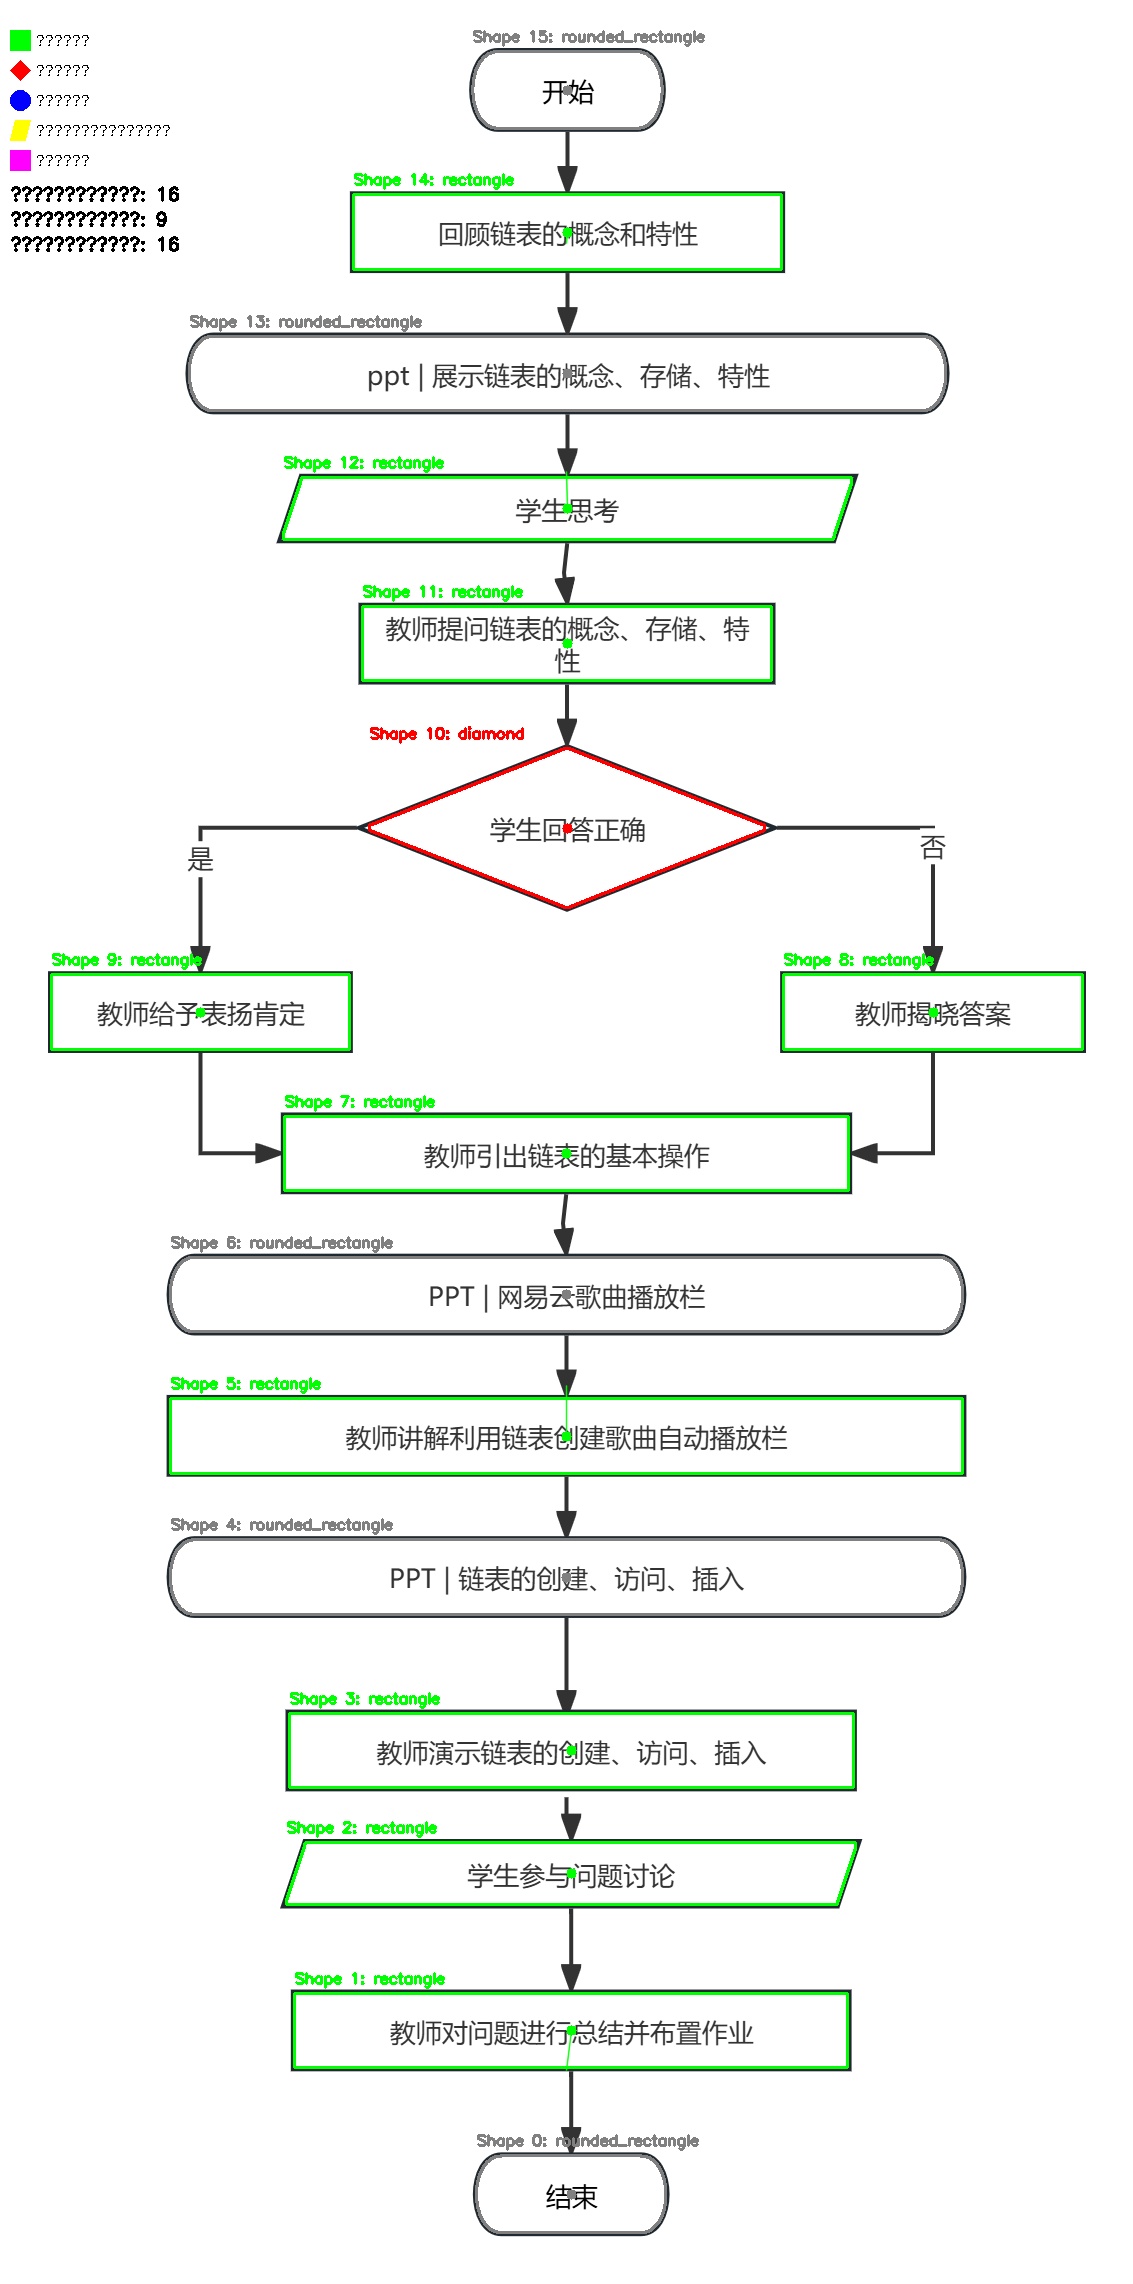 Shape 15: rounded_rectangle
??????
开始
??????
??????
???????????????
??????
Shape 14: rectangle
????????????: 16
????????????: 9
????????????: 16
回顾链表的概念和特性
Shape 13: rounded_rectangle
ppt | 展示链表的概念、存储、特性
Shape 12: rectangle
学生思考
Shape 11: rectangle
教师提问链表的概念、存储、特
性
Shape 10: diamond
学生回答正确
是
否
Shape 9: rectangle
教师给予表扬肯定
Shape 8: rectangle
教师揭晓答案
Shape 7: rectangle
教师引出链表的基本操作
Shape 6: rounded_rectangle
PPT | 网易云歌曲播放栏
Shape 5: rectangle
教师讲解利用链表创建歌曲自动播放栏
Shape 4: rounded_rectangle
PPT | 链表的创建、访问、插入
Shape 3: rectangle
教师演示链表的创建、访问、插入
Shape 2: rectangle
学生参与问题讨论
Shape 1: rectangle
教师对问题进行总结并布置作业
Shape 0: rounded_rectangle
结束